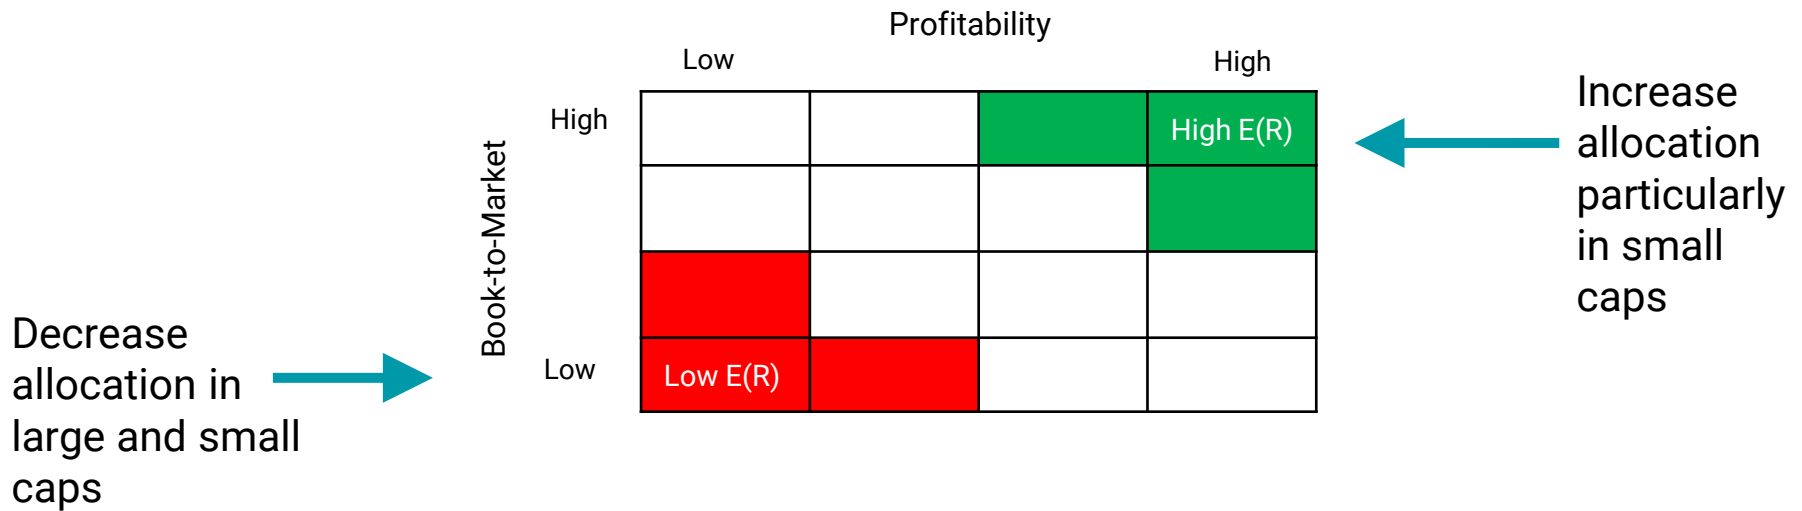 Profitability
Low
High
Book-to-Market
High
High E(R)
Low
Low E(R)
Increase
allocation
particularly
in small
caps
Decrease
allocation in
large and small
caps